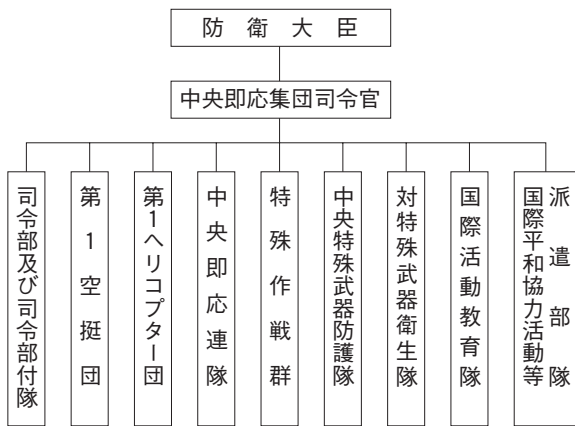 防衛大臣
中央即応集団司令官
司令部及び司令部付隊
第1空挺団
第1ヘリコプター団
中央即応連隊
特殊作戦群
中央特殊武器防護隊
対特殊武器衛生隊
国際活動教育隊
派遣部隊
国際平和協力活動等